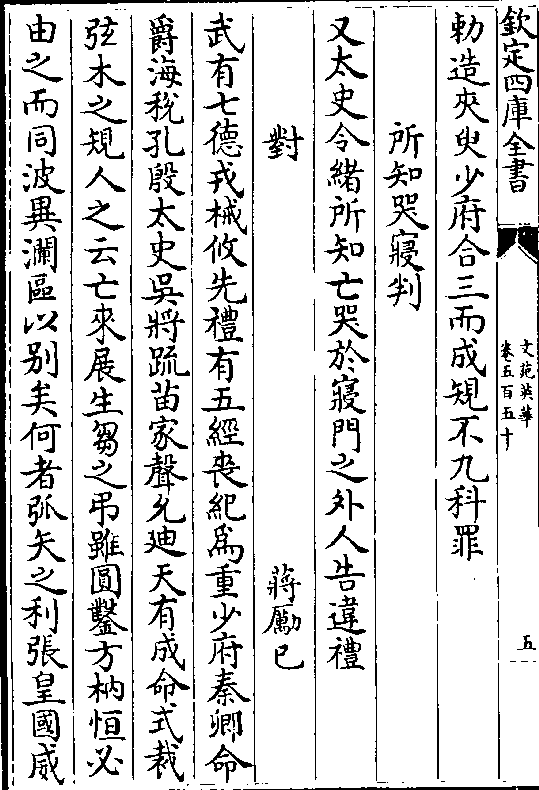 欽定四庫全書
文苑英華
卷五百五十
五
勅造夾臾少府合三而成規不九科罪
所知哭寢判
又太史令緒所知亡哭於寢門之外人告違禮
對
蔣勵已
武有七德戎械攸先禮有五經喪紀為重少府秦卿命
爵海稅孔殷太史吳將疏苗家聲允廸天有成命式裁
弦木之規人之云亡來展生芻之弔雖圓鑿方枘恒必
由之而同波異瀾區以别矣何者弧矢之利張皇國威